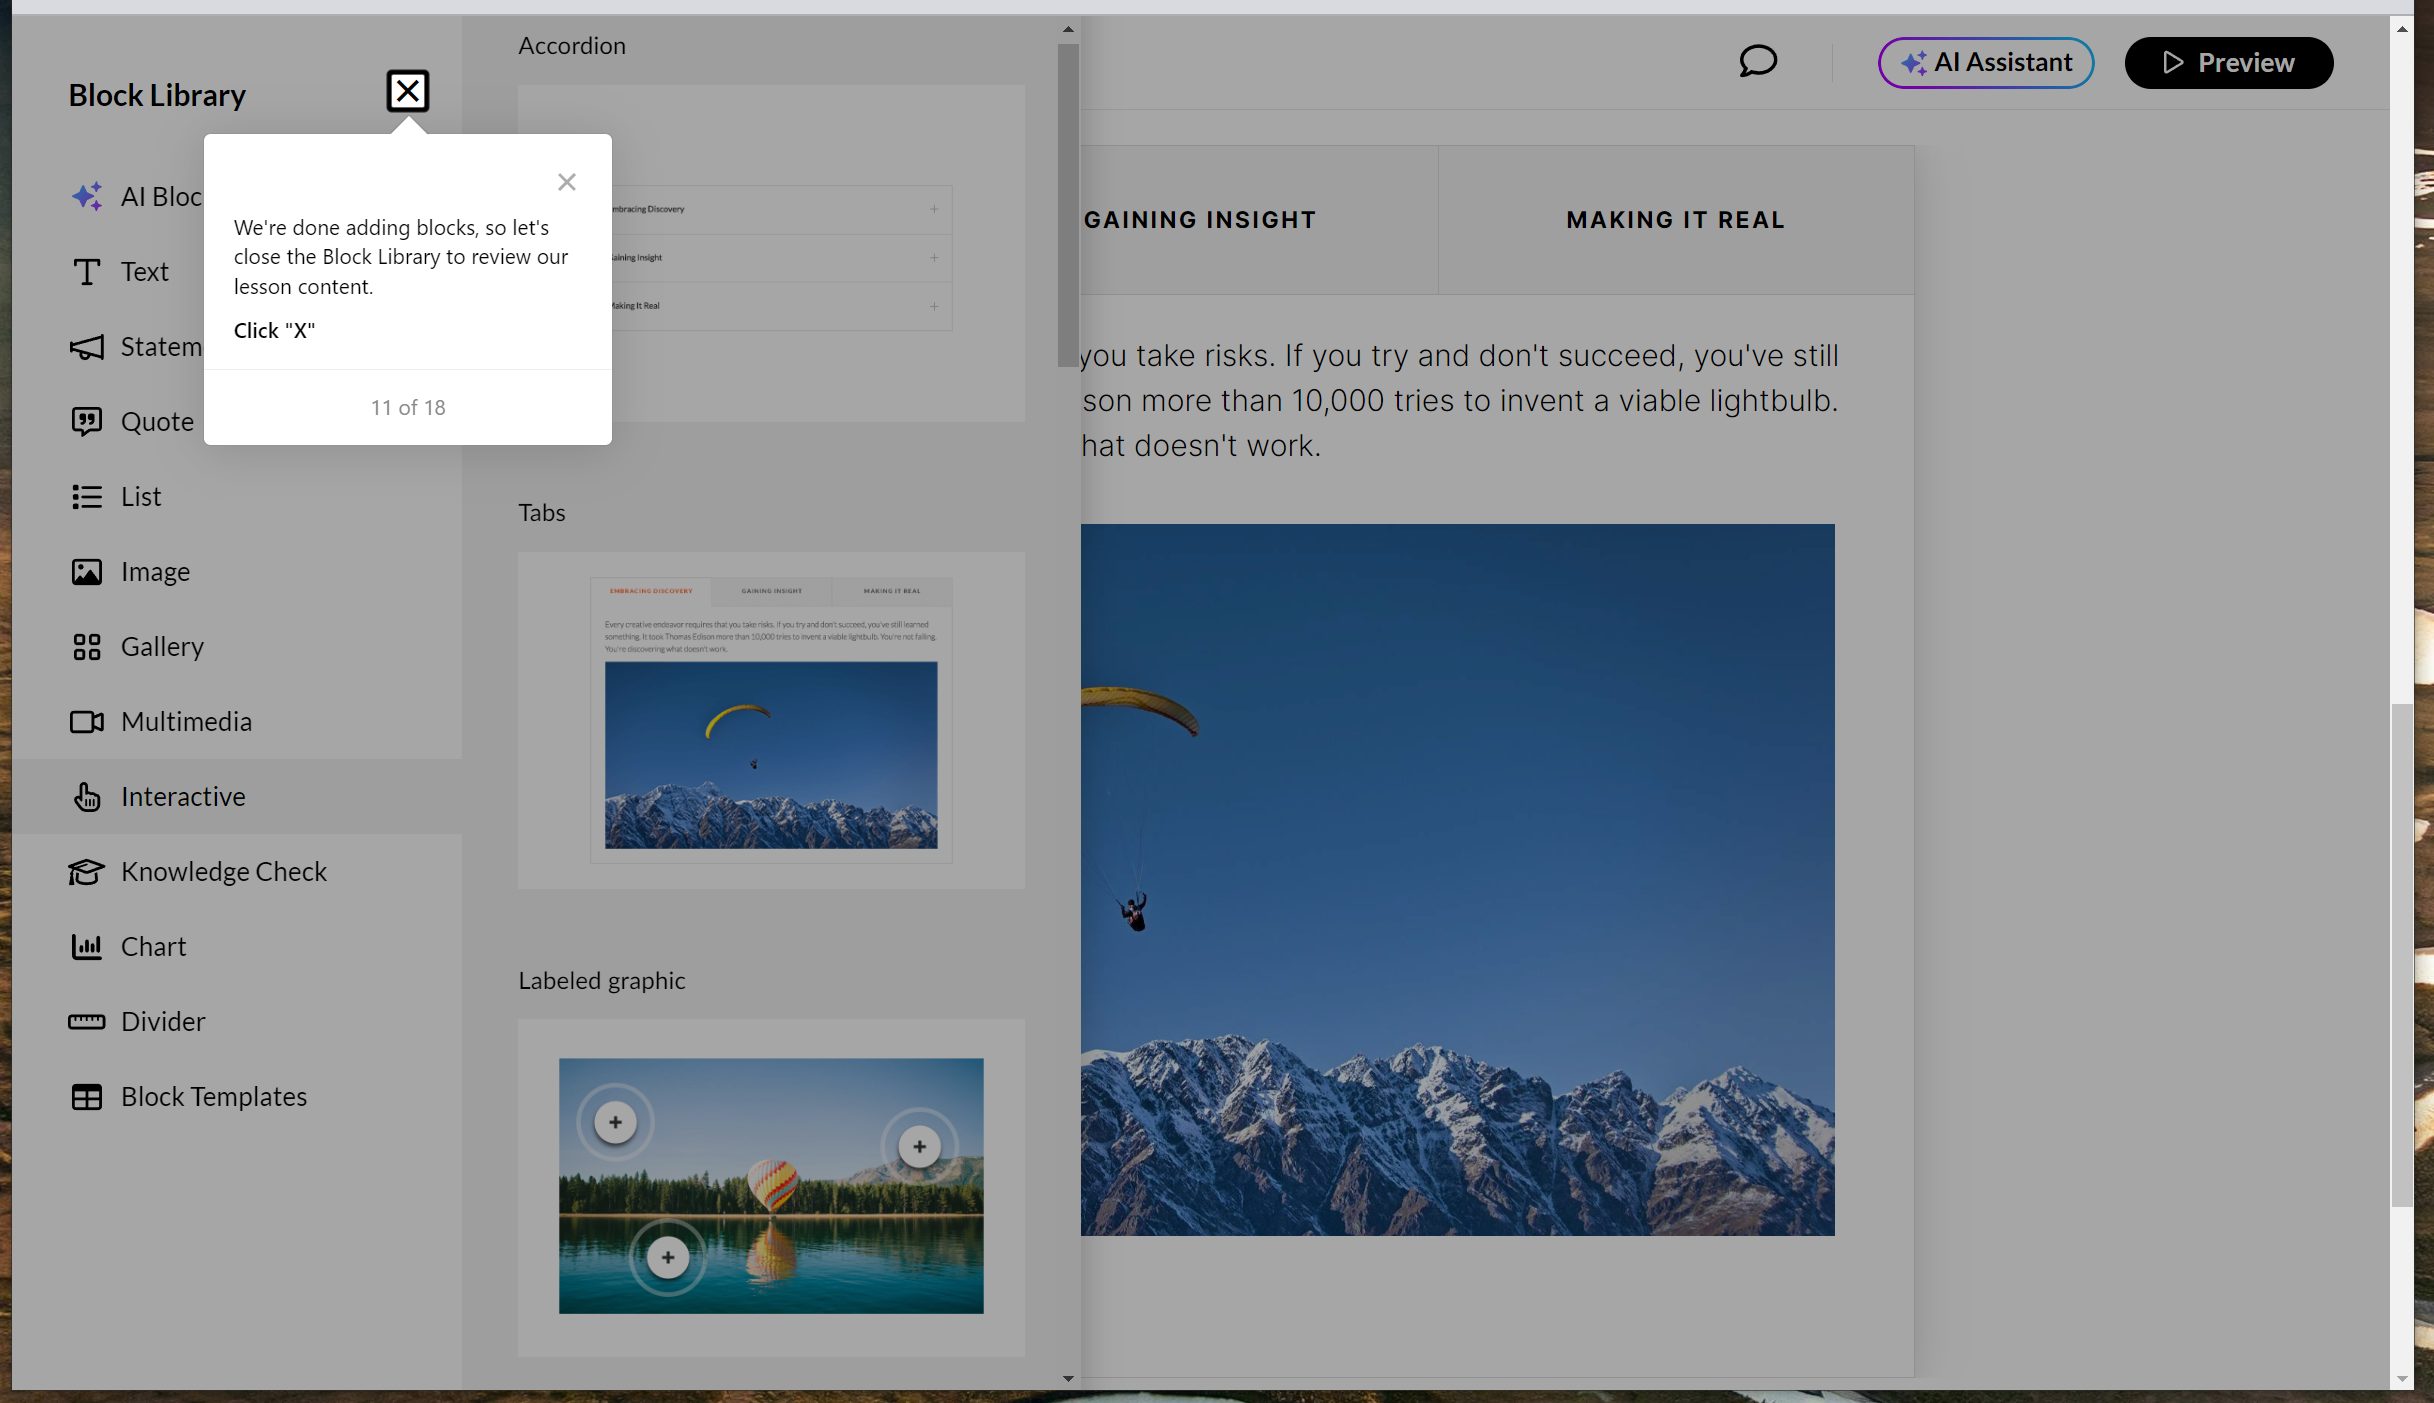 Block Library
AI Bloc
Text
Statem
Quote
List
Image
Gallery
Multimedia
Interactive
Knowledge Check
Chart
Divider
Block Templates
We're done adding blocks, so let's
close the Block Library to review our
lesson content.
Click "X"
11 of 18
Accordion
mbracing Discovery
aining Insight
Making It Real
Tabs
EMBRACING DISCOVERY
GAINING INSIGHT
MAKING IT REAL
Every creative endeavor requires that you take risks. If you try and don't succeed, you've still learned
something. It took Thomas Edison more than 10,000 tries to invent a viable lightbulb. You're not failing.
You're discovering what doesn't work.
Labeled graphic
AI Assistant
Preview
GAINING INSIGHT
MAKING IT REAL
you take risks. If you try and don't succeed, you've still
son more than 10,000 tries to invent a viable lightbulb.
hat doesn't work.